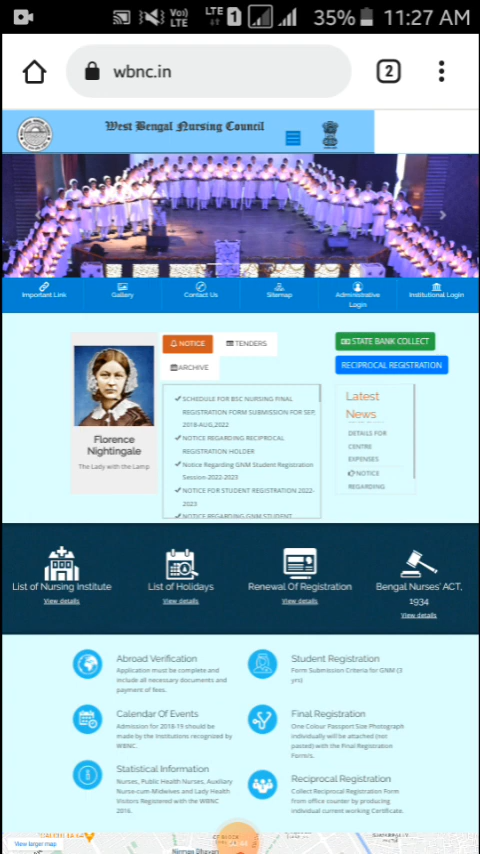 Vo)) LTE LTE 1 35% 11:27 AM
wbnc.in
2
West Bengal Nursing Council
Important Link
Gallery
Contact Us
Sitemap
Administrative
Login
Institutional Login
Florence
Nightingale
The Lady with the Lamp
NOTICE
TENDERS
ARCHIVE
SCHEDULE FOR BSC NURSING FINAL
REGISTRATION FORM SUBMISSION FOR SEP,
2018-AUG,2022
NOTICE REGARDING RECIPROCAL
REGISTRATION HOLDER
Notice Regarding GNM Student Registration
Session-2022-2023
NOTICE FOR STUDENT REGISTRATION 2022-
2023
NOTICE REGARDING GNM STUDENT
STATE BANK COLLECT
RECIPROCAL REGISTRATION
Latest
News
DETAILS FOR
CENTRE
EXPENSES
NOTICE
REGARDING
List of Nursing Institute
View details
List of Holidays
View details
Renewal Of Registration
View details
Bengal Nurses' ACT,
1934
View details
Abroad Verification
Application must be complete and
include all necessary documents and
payment of fees.
Student Registration
Form Submission Criteria for GNM (3
yrs)
Calendar Of Events
Admission for 2018-19 should be
made by the Institutions recognized by
WBNC.
Final Registration
One Colour Passport Size Photograph
individually will be attached (not
pasted) with the Final Registration
Form/s.
Statistical Information
Nurses, Public Health Nurses, Auxiliary
Nurse-cum-Midwives and Lady Health
Visitors Registered with the WBNC
2016.
Reciprocal Registration
Collect Reciprocal Registration Form
from office counter by producing
individual current working Certificate.
View larger map
Nirman Bhavan